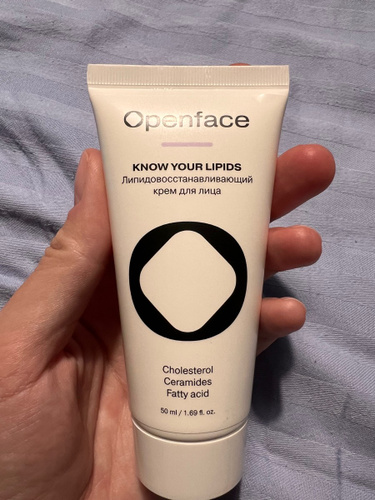 Openface
KNOW YOUR LIPIDS
Липидовосстанавливающий
крем для лица
Cholesterol
Ceramides
Fatty acid
50 ml / 1.69 fl. oz.